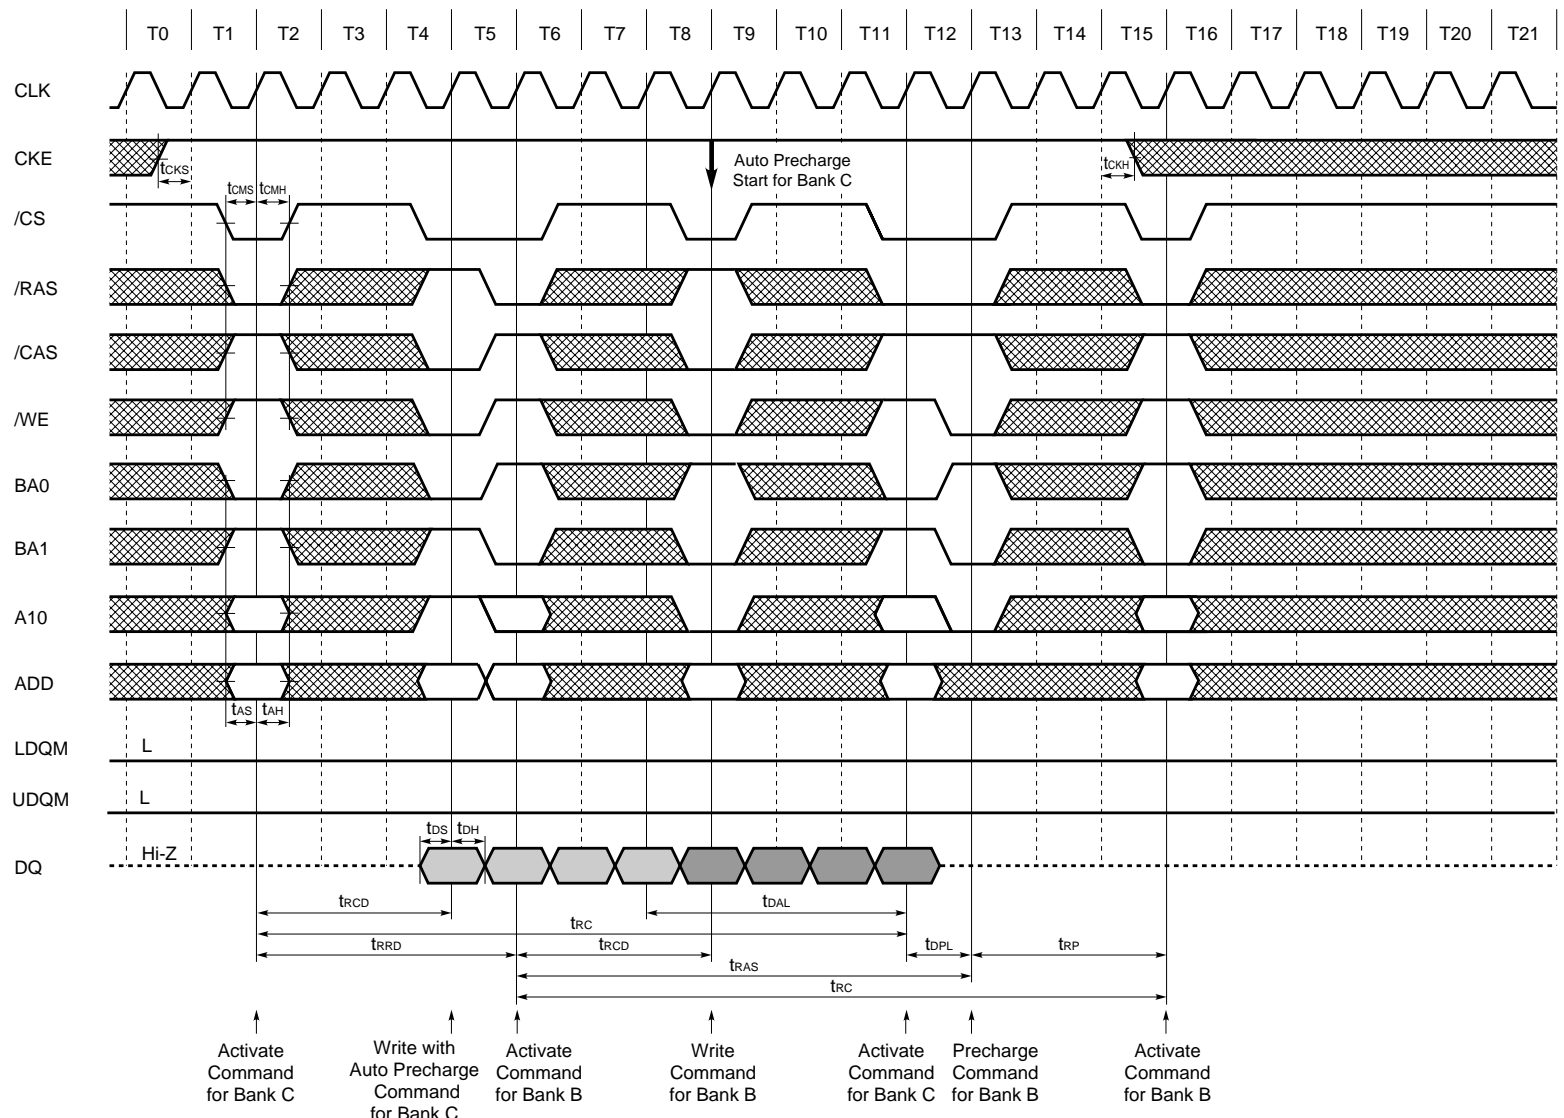 T0 T1 T2 T3 T4 T5 T6 T7 T8 T9 T10 T11 T12 T13 T14 T15 T16 T17 T18 T19 T20 T21
CLK
CKE
tCKS
Auto Precharge
Start for Bank C
tCKH
tCMS tCMH
/CS
/RAS
/CAS
/WE
BA0
BA1
A10
ADD
tAS tAH
LDQM L
UDQM L
tDS tDH
DQ Hi-Z
tRCD tDAL
tRC
tRRD tRCD tDPL tRP
tRAS
tRC
Activate
Command
for Bank C
Write with
Auto Precharge
Command
for Bank C
Activate
Command
for Bank B
Write
Command
for Bank B
Activate
Command
for Bank C
Precharge
Command
for Bank B
Activate
Command
for Bank B